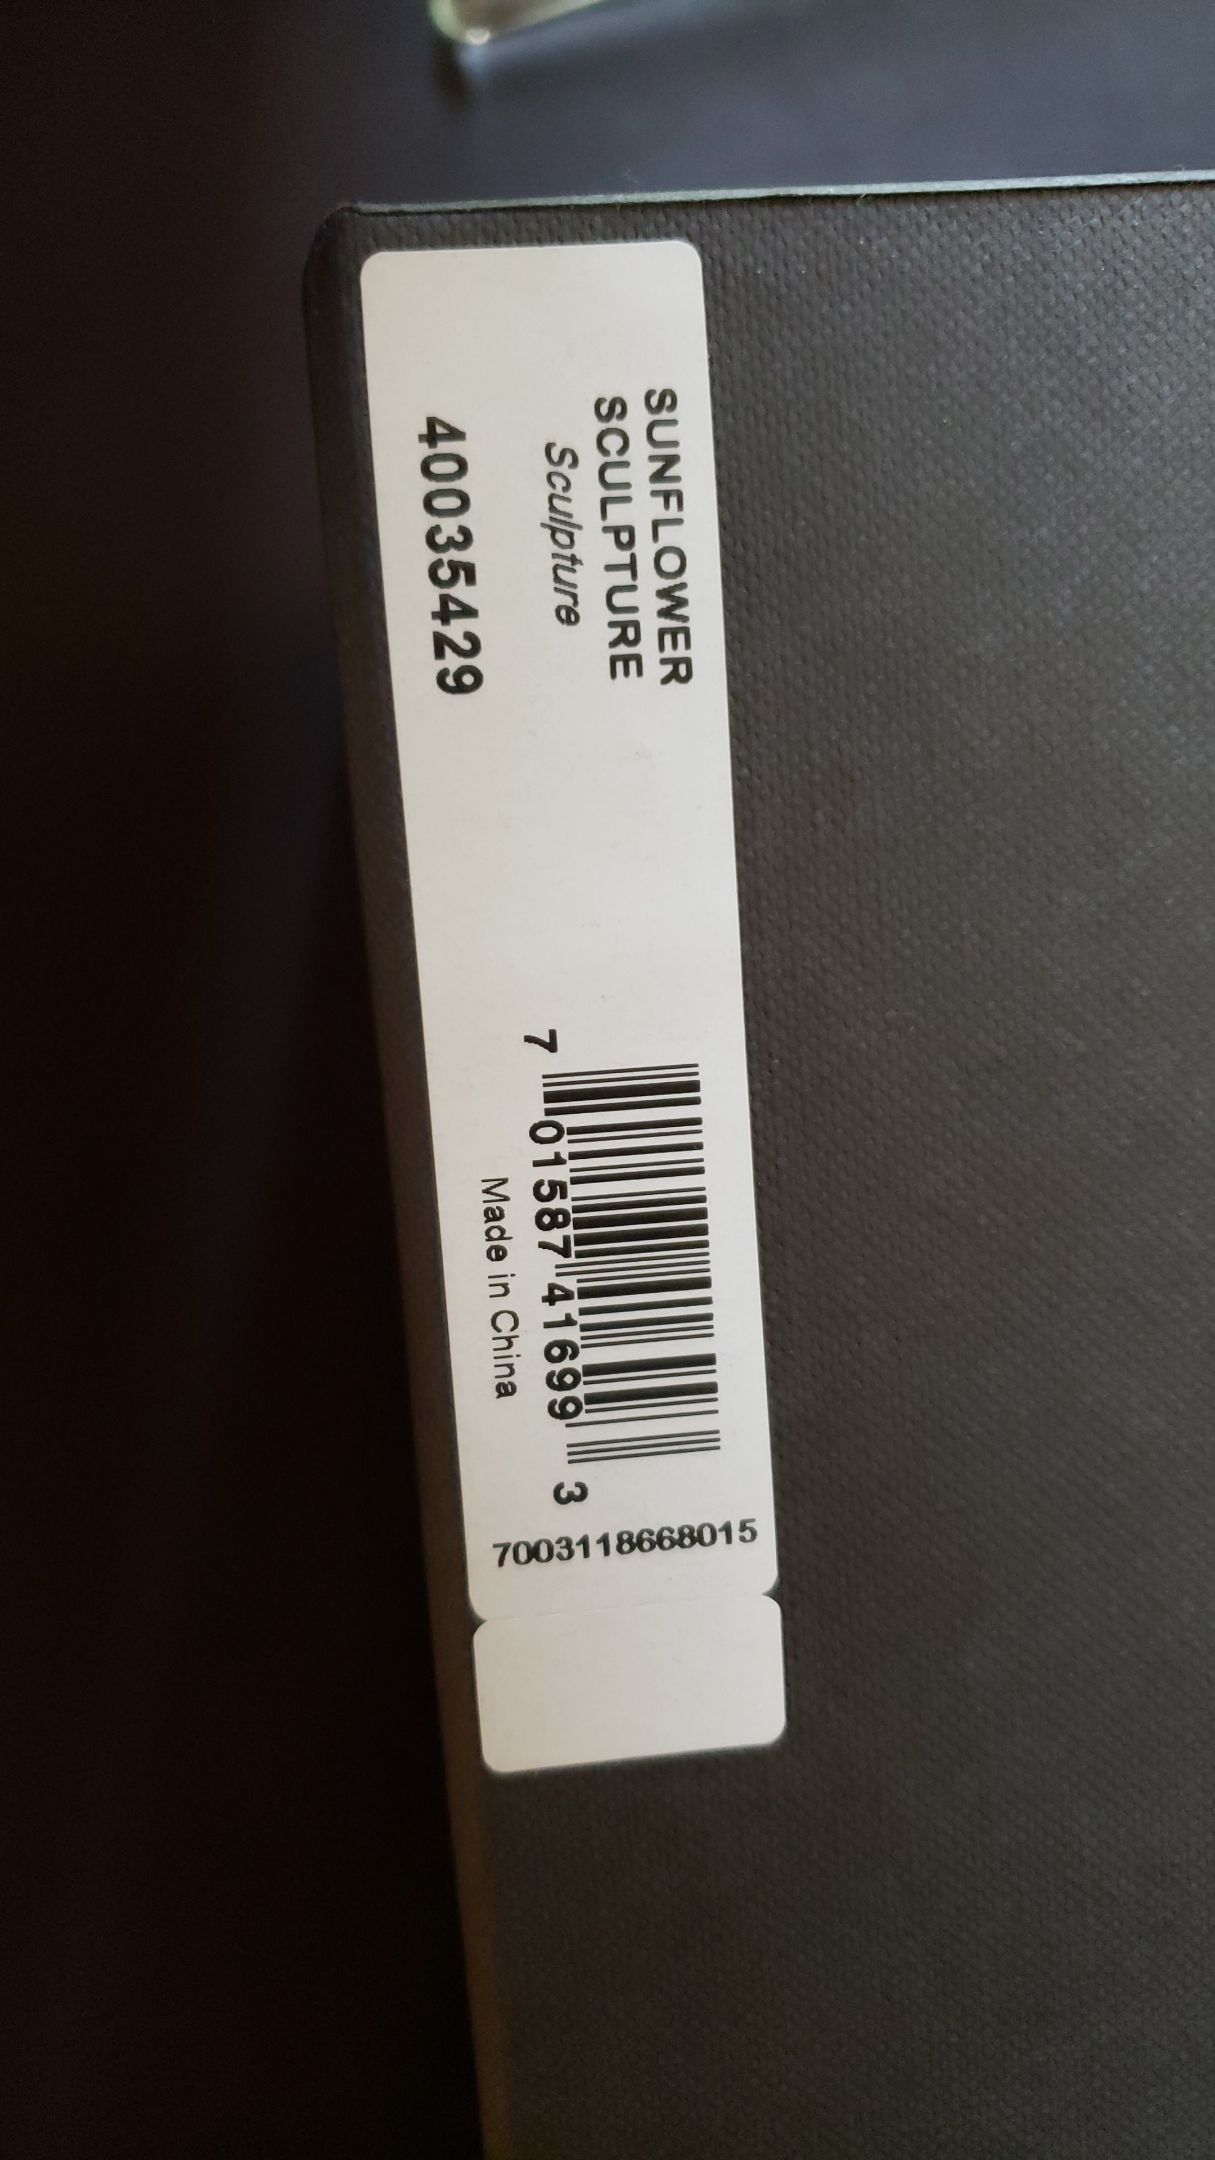 SUNFLOWER
SCULPTURE
Sculpture
40035429
7 01587 41699 3
Made in China
7003118668015